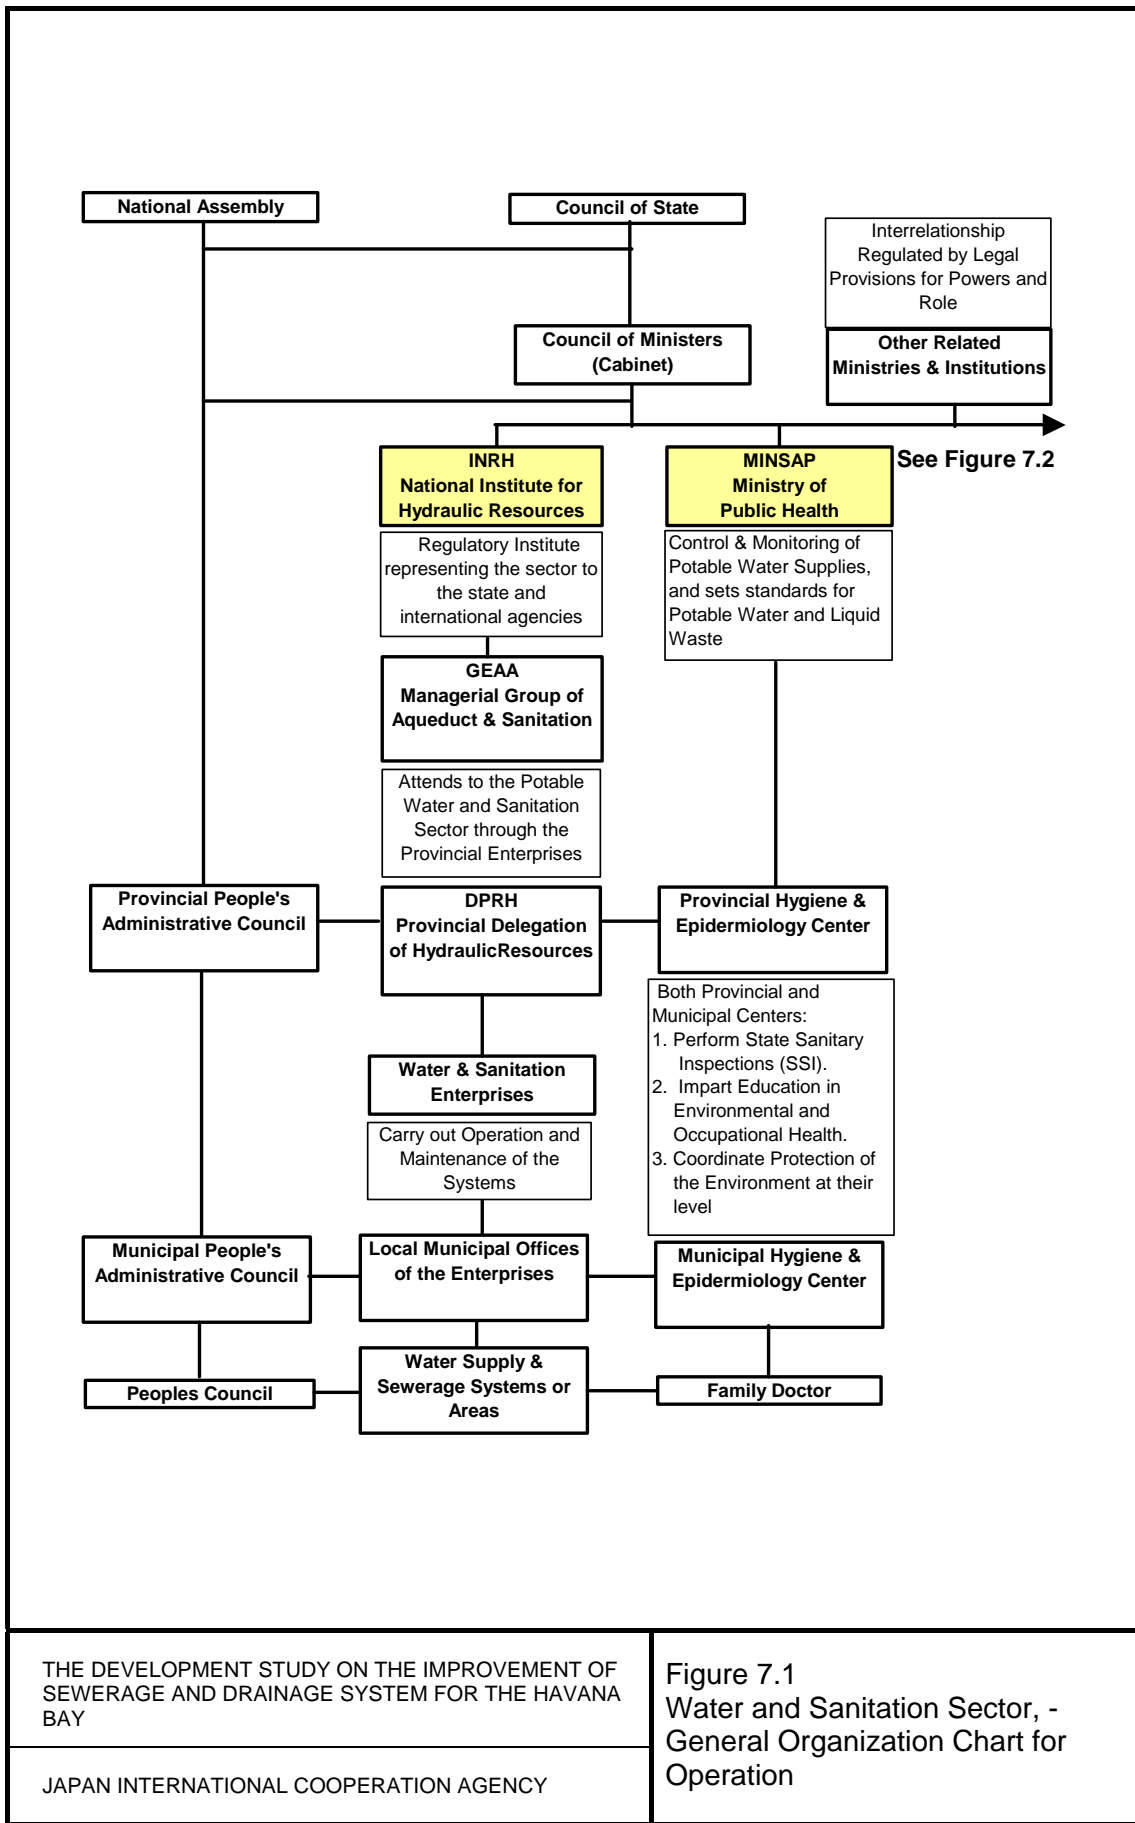 National Assembly
Council of State
Interrelationship
Regulated by Legal
Provisions for Powers and
Role
Council of Ministers
(Cabinet)
Other Related
Ministries & Institutions
INRH
National Institute for
Hydraulic Resources
MINSAP
Ministry of
Public Health
See Figure 7.2
Regulatory Institute
representing the sector to
the state and
international agencies
Control & Monitoring of
Potable Water Supplies,
and sets standards for
Potable Water and Liquid
Waste
GEAA
Managerial Group of
Aqueduct & Sanitation
Attends to the Potable
Water and Sanitation
Sector through the
Provincial Enterprises
Provincial People's
Administrative Council
DPRH
Provincial Delegation
of HydraulicResources
Provincial Hygiene &
Epidermiology Center
Both Provincial and
Municipal Centers:
1. Perform State Sanitary
Inspections (SSI).
2. Impart Education in
Environmental and
Occupational Health.
3. Coordinate Protection of
the Environment at their
level
Water & Sanitation
Enterprises
Carry out Operation and
Maintenance of the
Systems
Municipal People's
Administrative Council
Local Municipal Offices
of the Enterprises
Municipal Hygiene &
Epidermiology Center
Peoples Council
Water Supply &
Sewerage Systems or
Areas
Family Doctor
THE DEVELOPMENT STUDY ON THE IMPROVEMENT OF
SEWERAGE AND DRAINAGE SYSTEM FOR THE HAVANA
BAY
JAPAN INTERNATIONAL COOPERATION AGENCY
Figure 7.1
Water and Sanitation Sector, -
General Organization Chart for
Operation